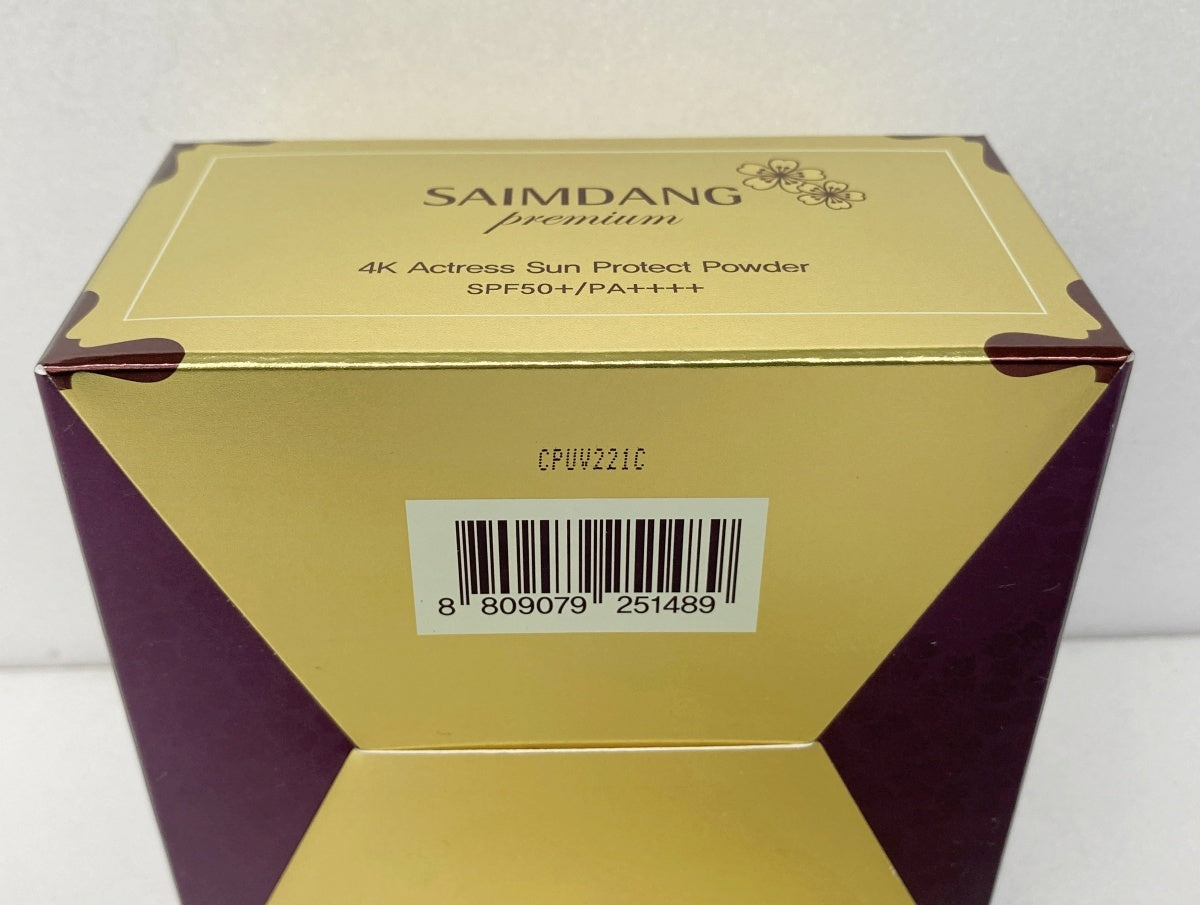 SAIMDANG
premium
4K Actress Sun Protect Powder
SPF50+/PA++++
CPUV221C
8 809079 251489